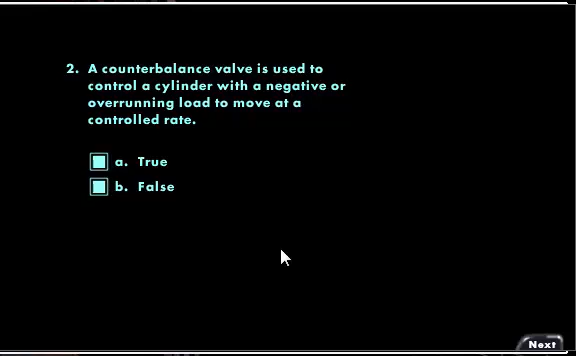 2. A counterbalance valve is used to
control a cylinder with a negative or
overrunning load to move at a
controlled rate.
a. True
b. False
Next